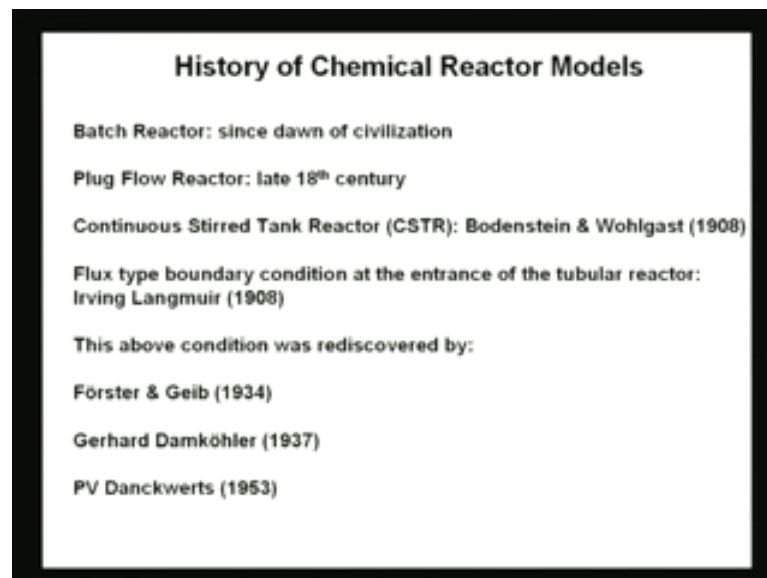 History of Chemical Reactor Models
Batch Reactor: since dawn of civilization
Plug Flow Reactor: late 18th century
Continuous Stirred Tank Reactor (CSTR): Bodenstein & Wohlgast (1908)
Flux type boundary condition at the entrance of the tubular reactor:
Irving Langmuir (1908)
This above condition was rediscovered by:
Förster & Geib (1934)
Gerhard Damköhler (1937)
PV Danckwerts (1953)